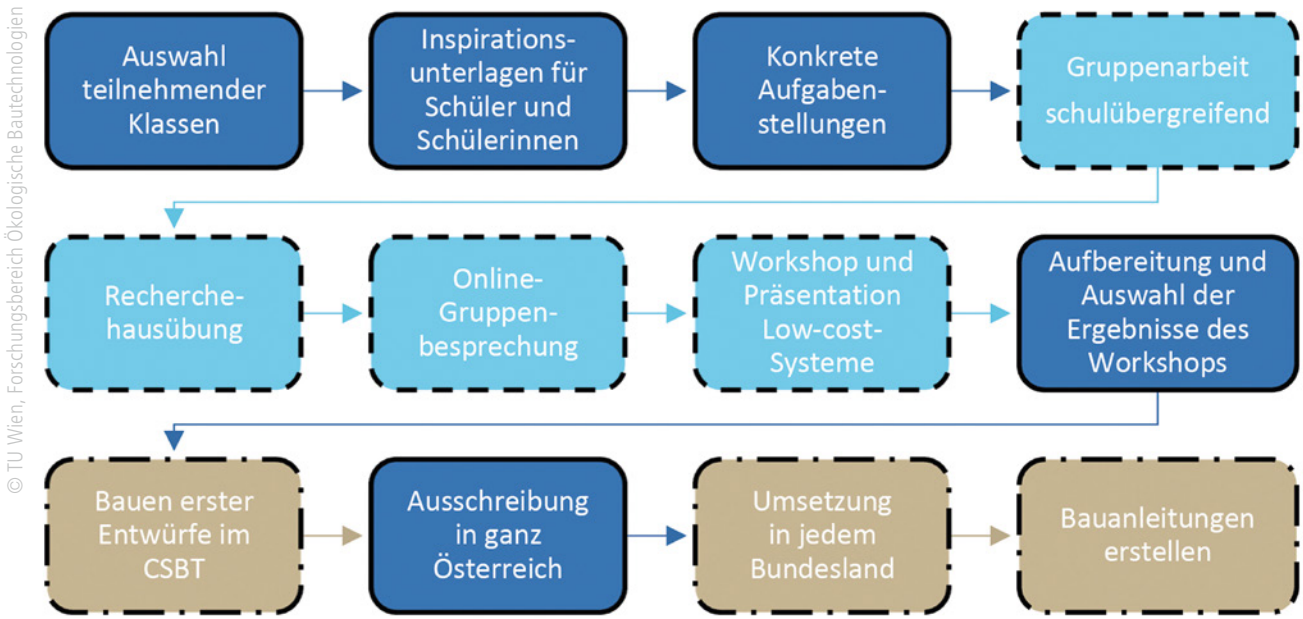 © TU Wien, Forschungsbereich Ökologische Bautechnologien
Auswahl
teilnehmender
Klassen
Inspirations-
unterlagen für
Schüler und
Schülerinnen
Konkrete
Aufgaben-
stellungen
Gruppenarbeit
schulübergreifend
Recherche-
hausübung
Online-
Gruppen-
besprechung
Workshop und
Präsentation
Low-cost-
Systeme
Aufbereitung und
Auswahl der
Ergebnisse des
Workshops
Bauen erster
Entwürfe im
CSBT
Ausschreibung
in ganz
Österreich
Umsetzung
in jedem
Bundesland
Bauanleitungen
erstellen